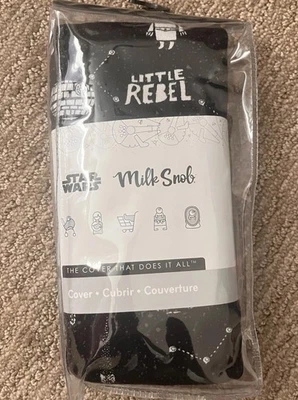 LITTLE
REBEL
STAR
WARS
Milk Snob
THE COVER THAT DOES IT ALL™
Cover • Cubrir • Couverture